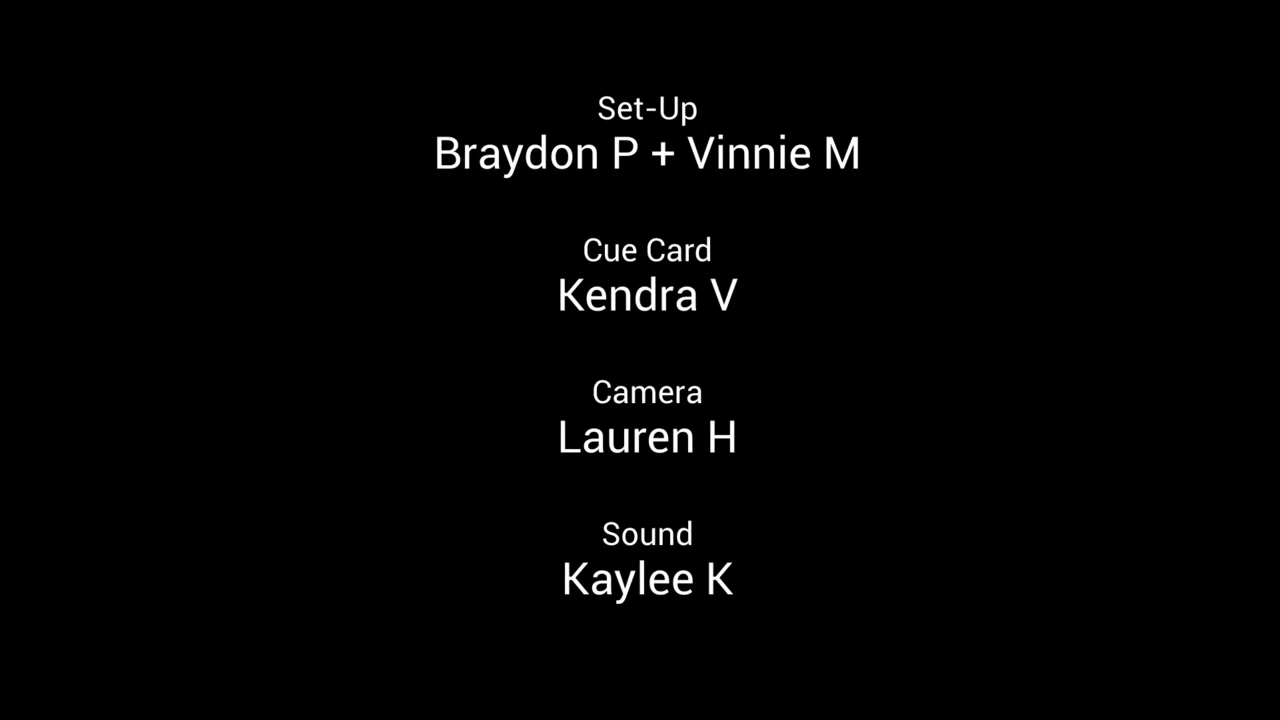 Set-Up
Braydon P + Vinnie M
Cue Card
Kendra V
Camera
Lauren H
Sound
Kaylee K